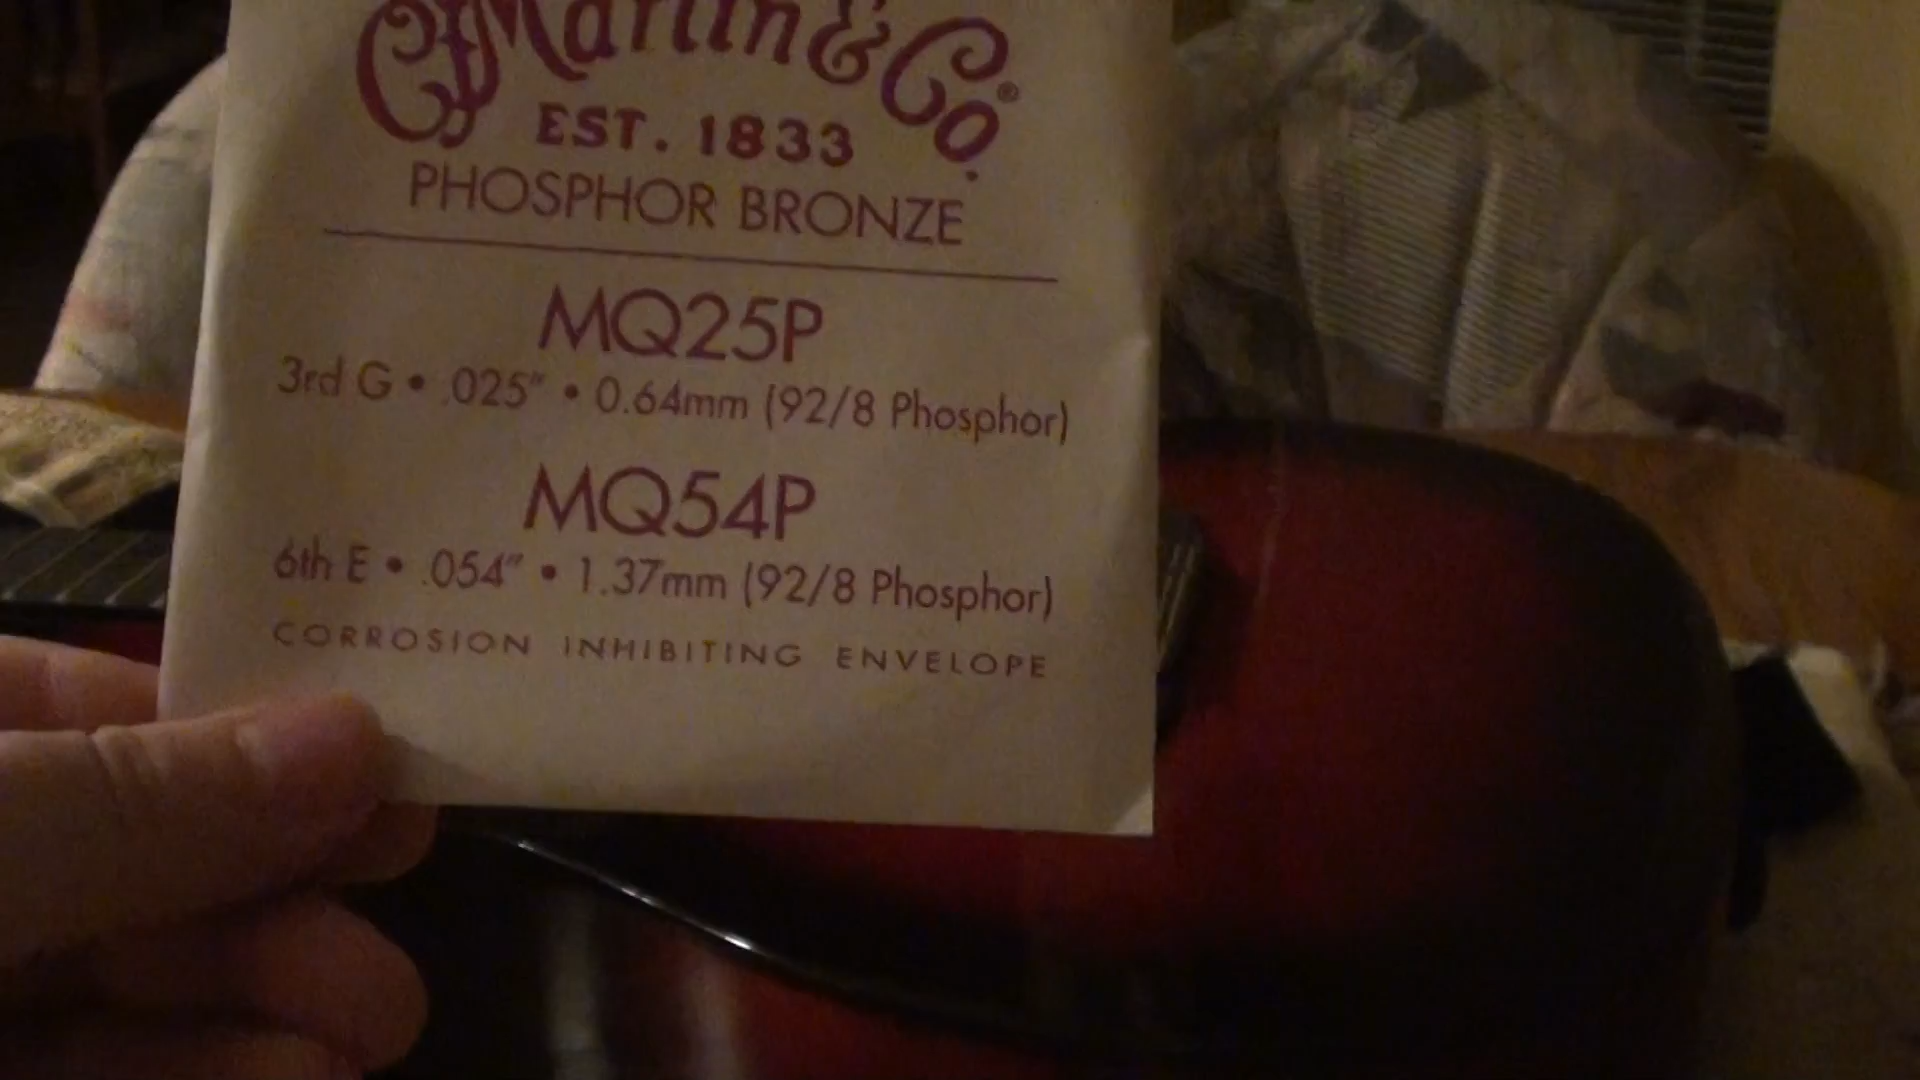 CF Martin & Co.®
EST. 1833
PHOSPHOR BRONZE
MQ25P
3rd G • .025" • 0.64mm (92/8 Phosphor)
MQ54P
6th E • .054" • 1.37mm (92/8 Phosphor)
CORROSION INHIBITING ENVELOPE